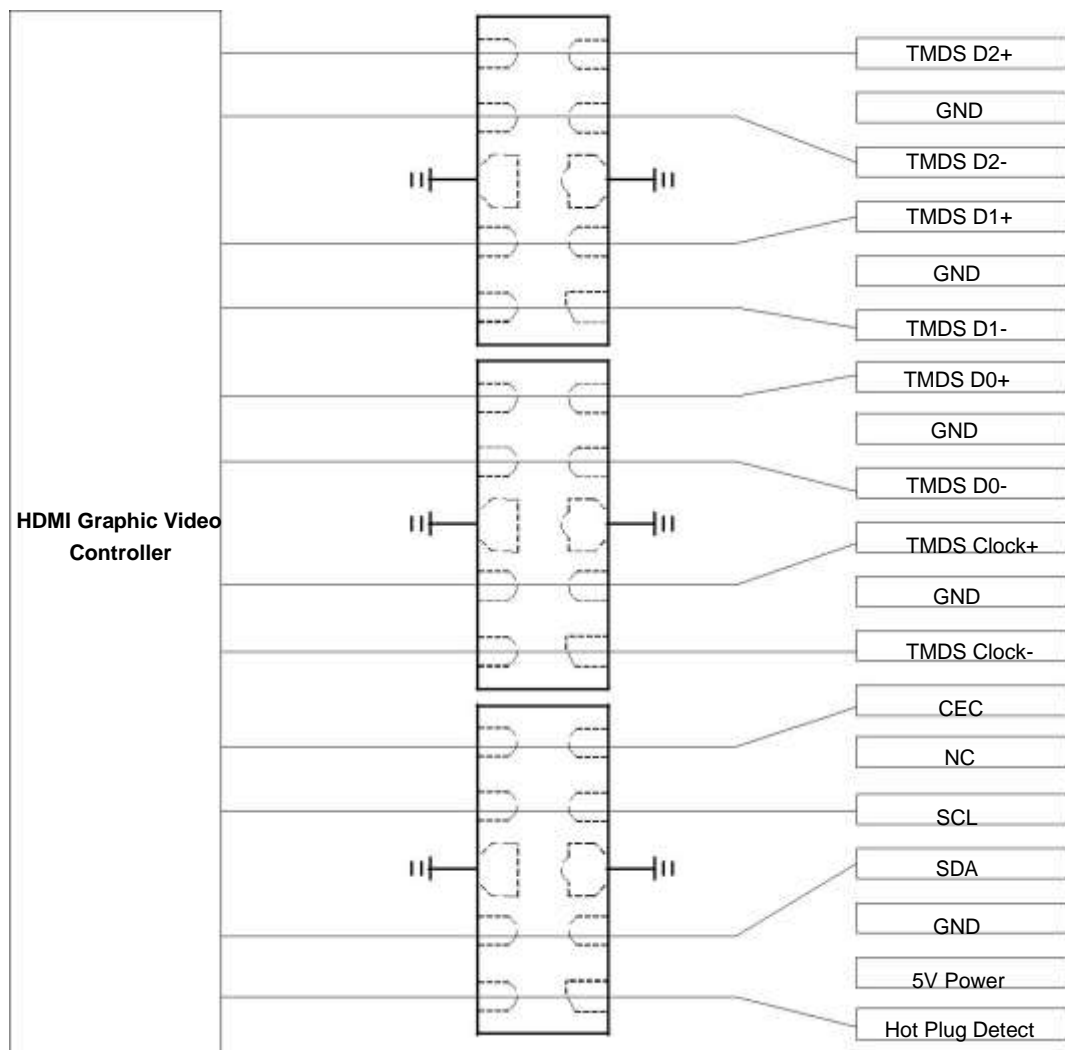 HDMI Graphic Video
Controller
TMDS D2+
GND
TMDS D2-
TMDS D1+
GND
TMDS D1-
TMDS D0+
GND
TMDS D0-
TMDS Clock+
GND
TMDS Clock-
CEC
NC
SCL
SDA
GND
5V Power
Hot Plug Detect